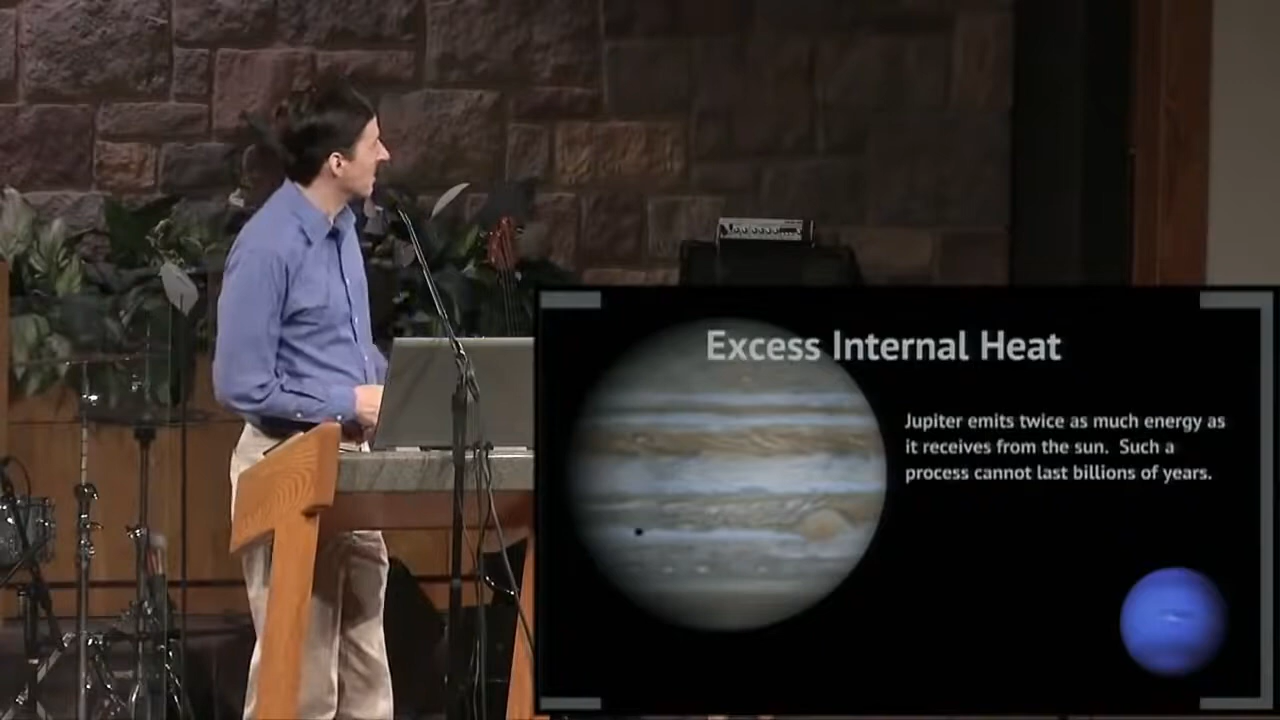 Excess Internal Heat
Jupiter emits twice as much energy as
it receives from the sun.  Such a
process cannot last billions of years.